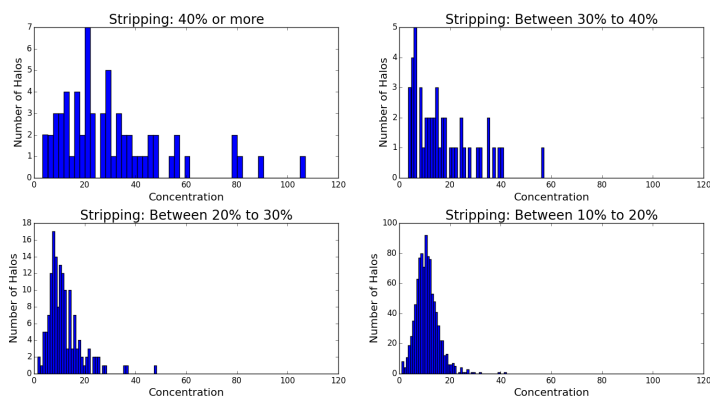 Stripping: 40% or more
7
6
5
4
3
2
1
0
Number of Halos
0 20 40 60 80 100 120
Concentration
Stripping: Between 30% to 40%
5
4
3
2
1
0
Number of Halos
0 20 40 60 80 100 120
Concentration
Stripping: Between 20% to 30%
18
16
14
12
10
8
6
4
2
0
Number of Halos
0 20 40 60 80 100 120
Concentration
Stripping: Between 10% to 20%
100
80
60
40
20
0
Number of Halos
0 20 40 60 80 100 120
Concentration